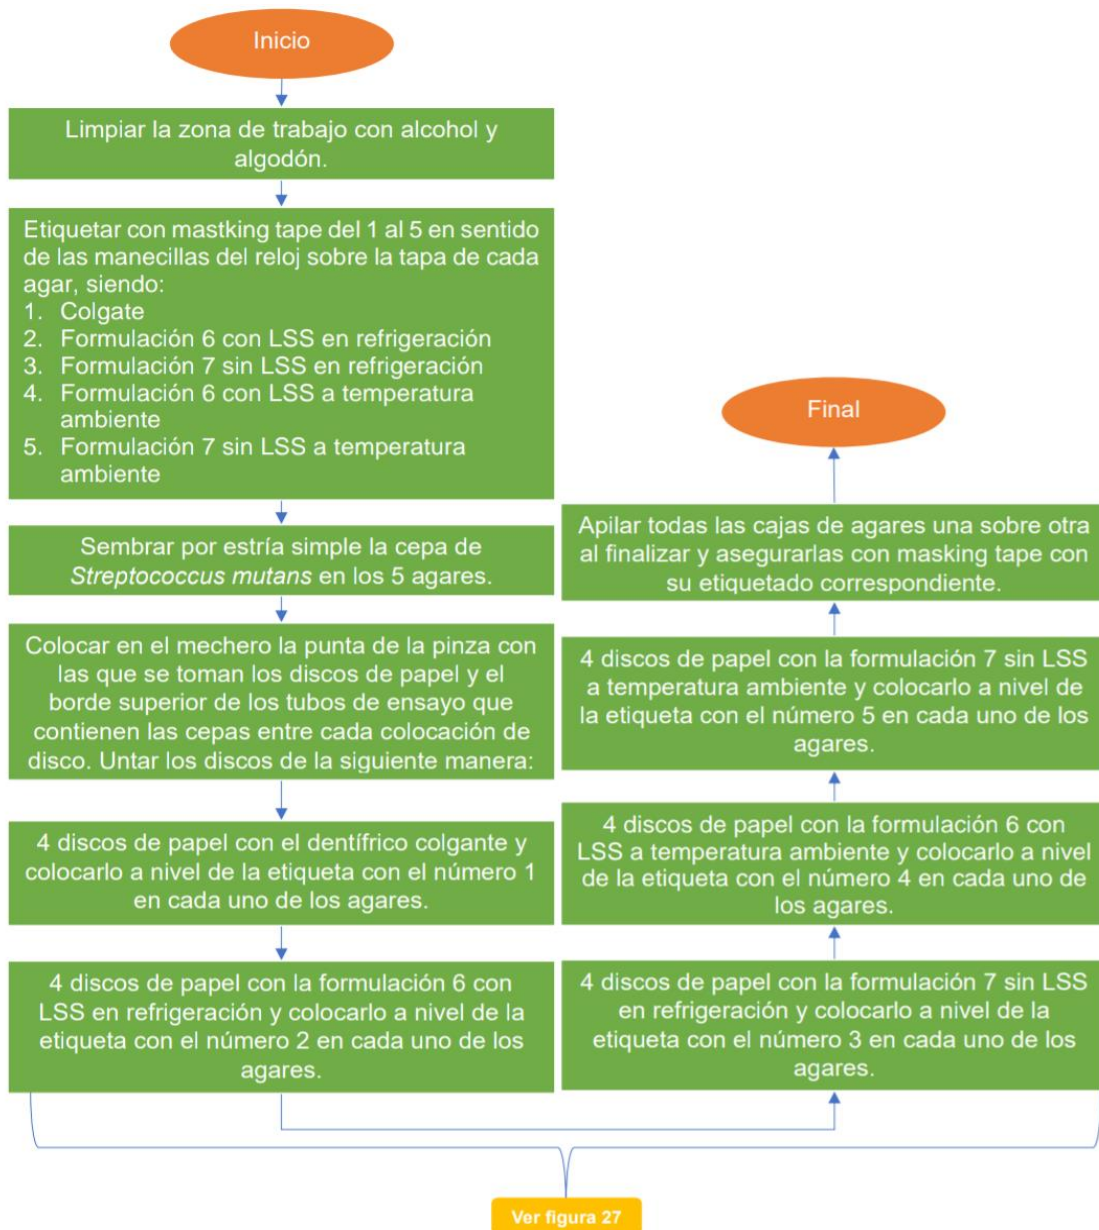 Inicio
Limpiar la zona de trabajo con alcohol y
algodón.
Etiquetar con mastking tape del 1 al 5 en sentido
de las manecillas del reloj sobre la tapa de cada
agar, siendo:
1. Colgate
2. Formulación 6 con LSS en refrigeración
3. Formulación 7 sin LSS en refrigeración
4. Formulación 6 con LSS a temperatura
ambiente
5. Formulación 7 sin LSS a temperatura
ambiente
Sembrar por estría simple la cepa de
Streptococcus mutans en los 5 agares.
Colocar en el mechero la punta de la pinza con
las que se toman los discos de papel y el
borde superior de los tubos de ensayo que
contienen las cepas entre cada colocación de
disco. Untar los discos de la siguiente manera:
4 discos de papel con el dentífrico colgante y
colocarlo a nivel de la etiqueta con el número 1
en cada uno de los agares.
4 discos de papel con la formulación 6 con
LSS en refrigeración y colocarlo a nivel de la
etiqueta con el número 2 en cada uno de los
agares.
4 discos de papel con la formulación 7 sin LSS
en refrigeración y colocarlo a nivel de la
etiqueta con el número 3 en cada uno de los
agares.
4 discos de papel con la formulación 6 con
LSS a temperatura ambiente y colocarlo a nivel
de la etiqueta con el número 4 en cada uno de
los agares.
4 discos de papel con la formulación 7 sin LSS
a temperatura ambiente y colocarlo a nivel de
la etiqueta con el número 5 en cada uno de los
agares.
Apilar todas las cajas de agares una sobre otra
al finalizar y asegurarlas con masking tape con
su etiquetado correspondiente.
Final
Ver figura 27